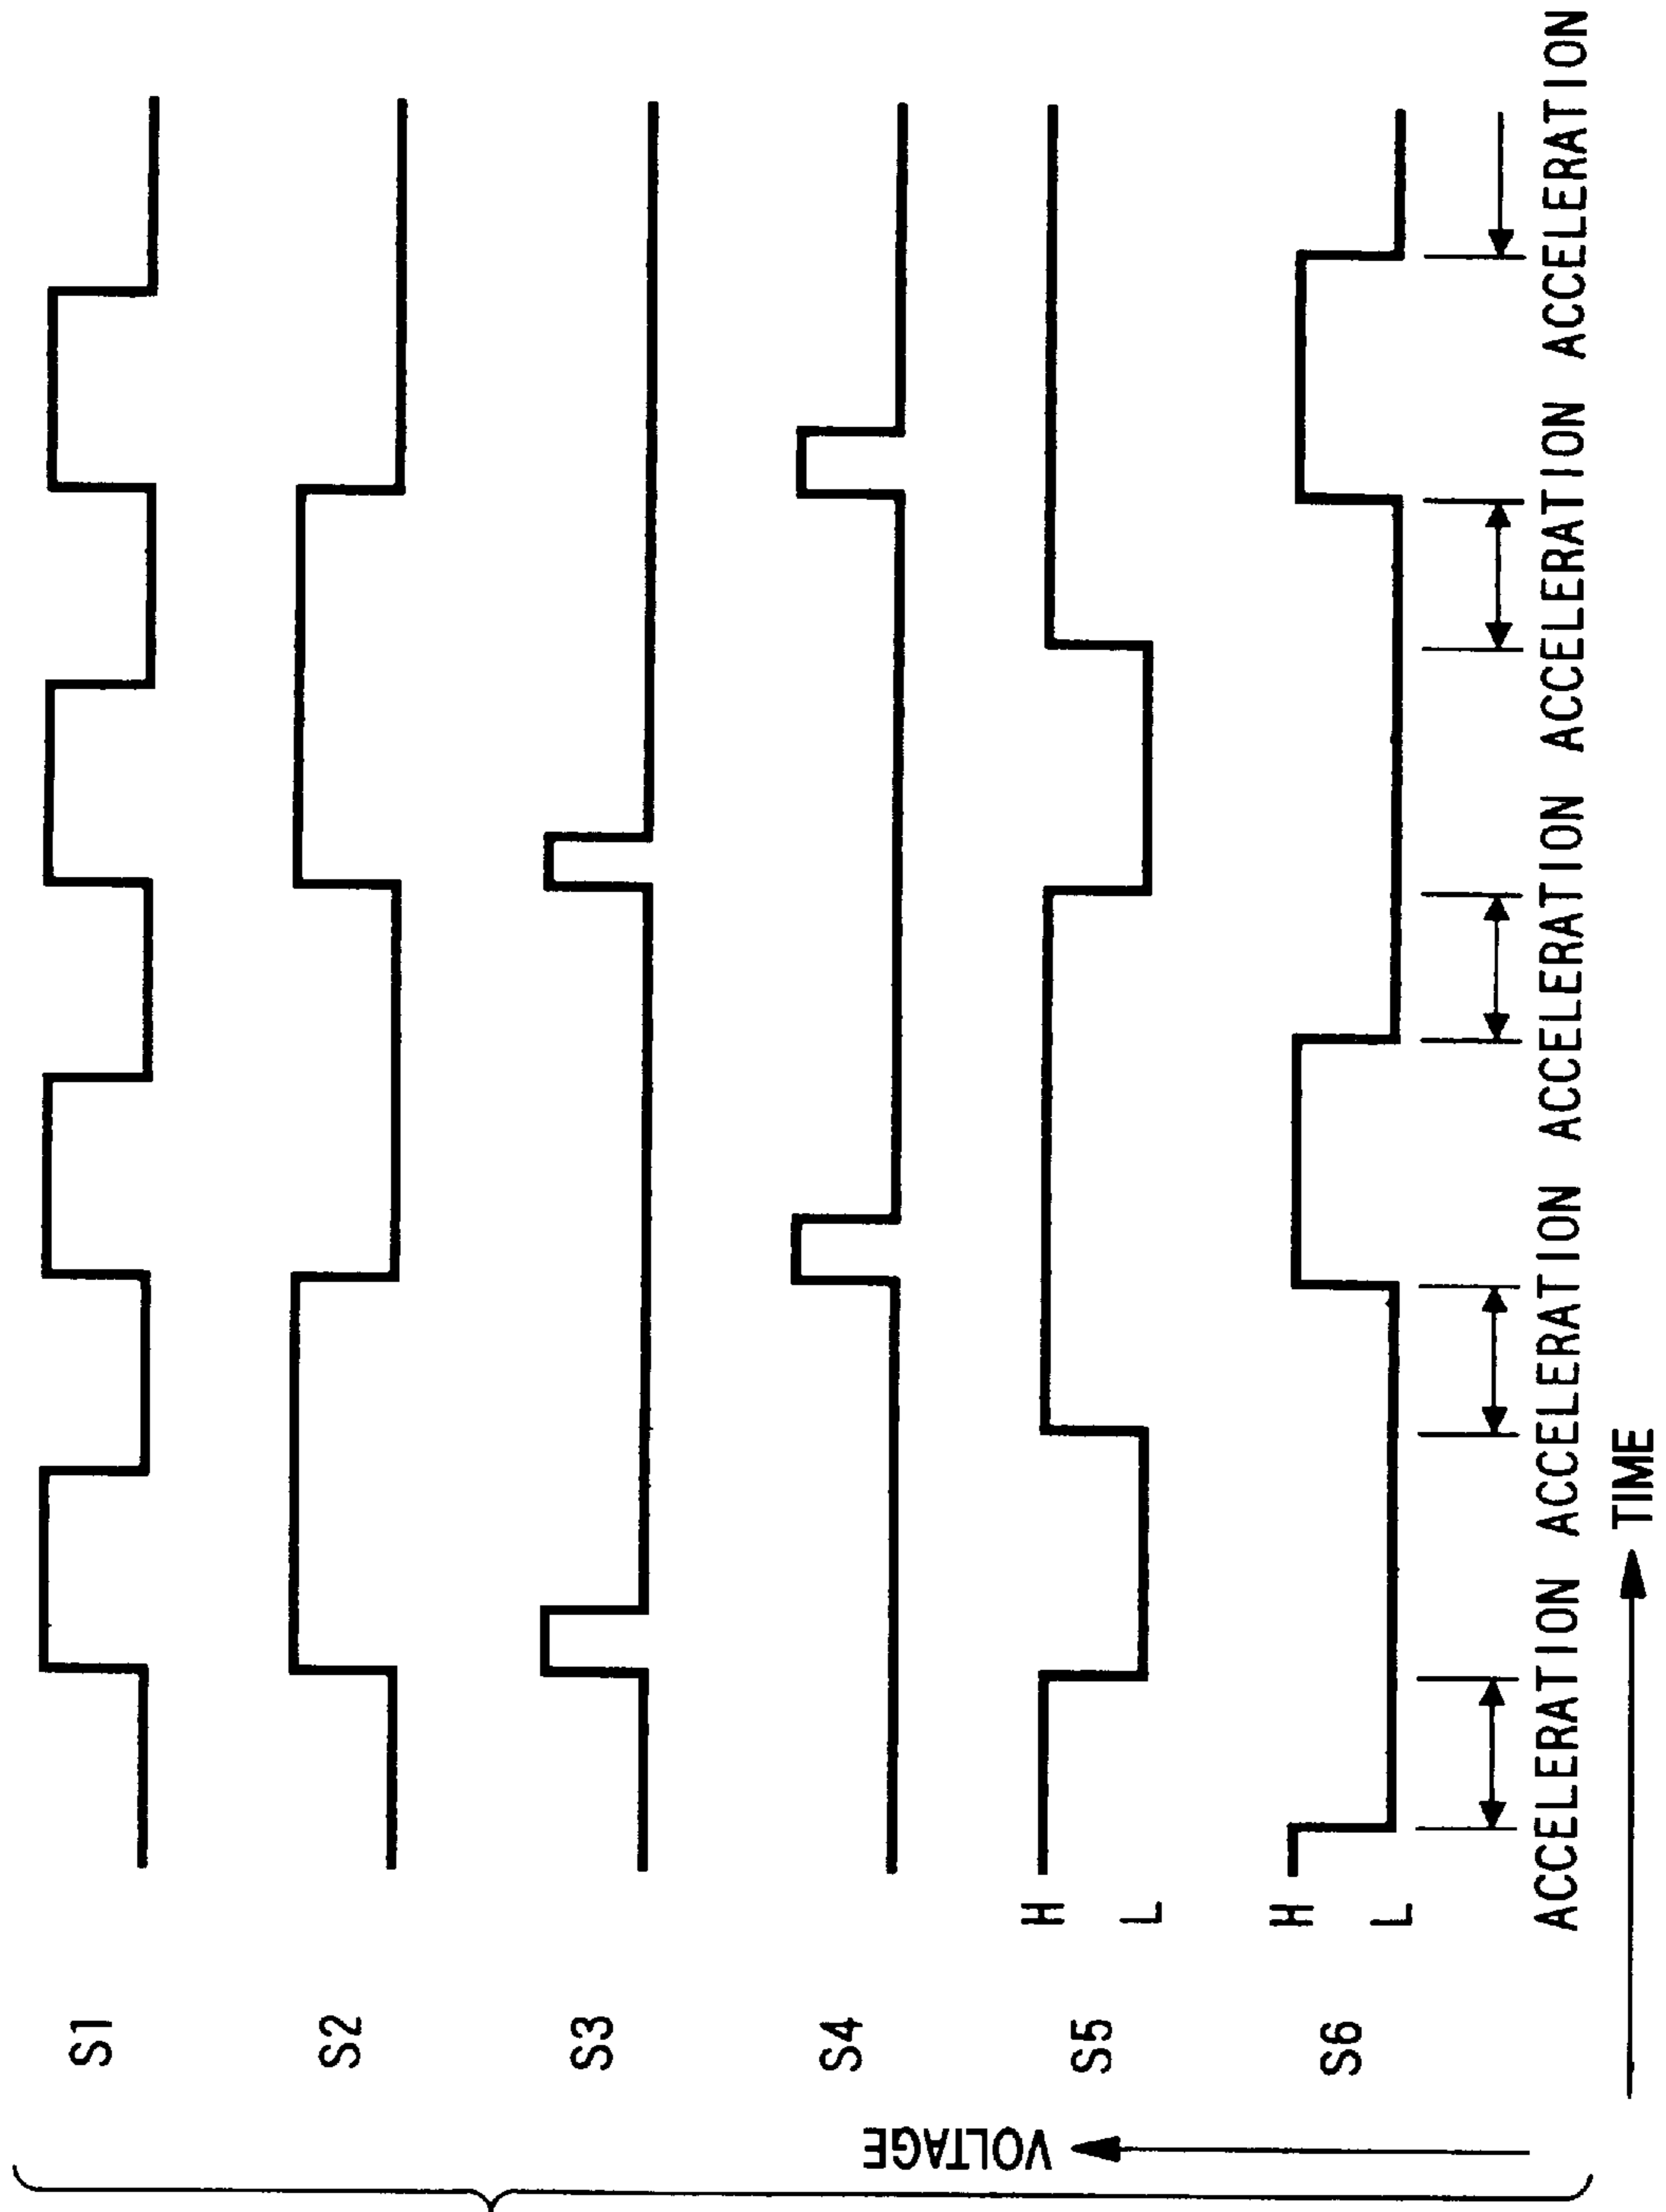 VOLTAGE
S1
S2
S3
S4
S5 H
L
S6 H
L
ACCELERATION ACCELERATION ACCELERATION ACCELERATION ACCELERATION
TIME